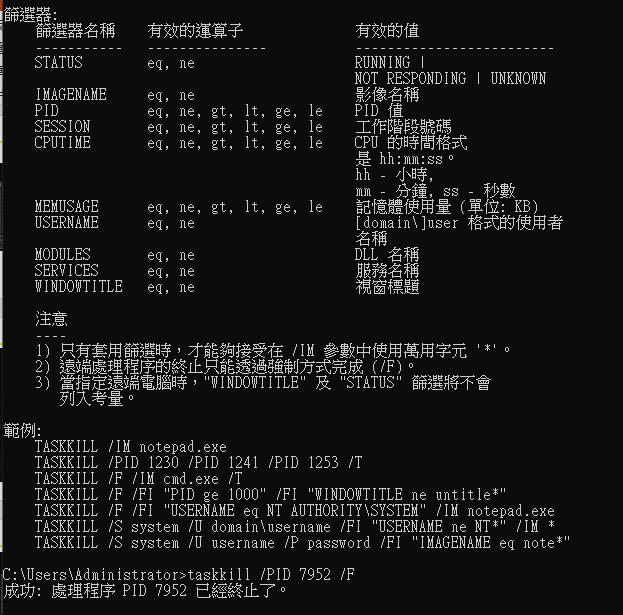 篩選器:
篩選器名稱 有效的運算子 有效的值
----------- --------------- -------------------------
STATUS eq, ne RUNNING |
NOT RESPONDING | UNKNOWN
IMAGENAME eq, ne 影像名稱
PID eq, ne, gt, lt, ge, le PID 值
SESSION eq, ne, gt, lt, ge, le 工作階段號碼
CPUTIME eq, ne, gt, lt, ge, le CPU 的時間格式
是 hh:mm:ss。
hh - 小時,
mm - 分鐘, ss - 秒數
MEMUSAGE eq, ne, gt, lt, ge, le 記憶體使用量 (單位: KB)
USERNAME eq, ne [domain\]user 格式的使用者
名稱
MODULES eq, ne DLL 名稱
SERVICES eq, ne 服務名稱
WINDOWTITLE eq, ne 視窗標題
注意
----
1) 只有套用篩選時，才能夠接受在 /IM 參數中使用萬用字元 '*'。
2) 遠端處理程序的終止只能透過強制方式完成 (/F)。
3) 當指定遠端電腦時，"WINDOWTITLE" 及 "STATUS" 篩選將不會
列入考量。
範例:
TASKKILL /IM notepad.exe
TASKKILL /PID 1230 /PID 1241 /PID 1253 /T
TASKKILL /F /IM cmd.exe /T
TASKKILL /F /FI "PID ge 1000" /FI "WINDOWTITLE ne untitle*"
TASKKILL /F /FI "USERNAME eq NT AUTHORITY\SYSTEM" /IM notepad.exe
TASKKILL /S system /U domain\username /FI "USERNAME ne NT*" /IM *
TASKKILL /S system /U username /P password /FI "IMAGENAME eq note*"
C:\Users\Administrator>taskkill /PID 7952 /F
成功: 處理程序 PID 7952 已經終止了。